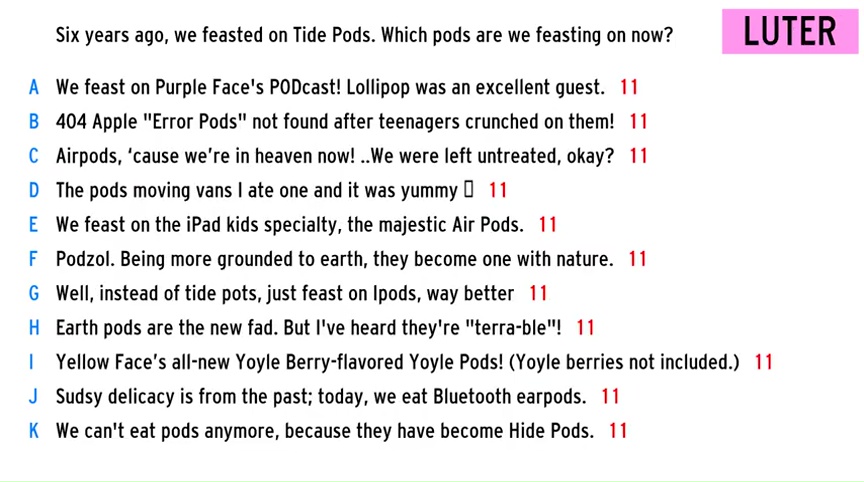 Six years ago, we feasted on Tide Pods. Which pods are we feasting on now?
LUTER
A We feast on Purple Face's PODcast! Lollipop was an excellent guest. 11
B 404 Apple "Error Pods" not found after teenagers crunched on them! 11
C Airpods, ‘cause we’re in heaven now! ..We were left untreated, okay? 11
D The pods moving vans I ate one and it was yummy ▯ 11
E We feast on the iPad kids specialty, the majestic Air Pods. 11
F Podzol. Being more grounded to earth, they become one with nature. 11
G Well, instead of tide pots, just feast on Ipods, way better 11
H Earth pods are the new fad. But I've heard they're "terra-ble"! 11
I Yellow Face’s all-new Yoyle Berry-flavored Yoyle Pods! (Yoyle berries not included.) 11
J Sudsy delicacy is from the past; today, we eat Bluetooth earpods. 11
K We can't eat pods anymore, because they have become Hide Pods. 11